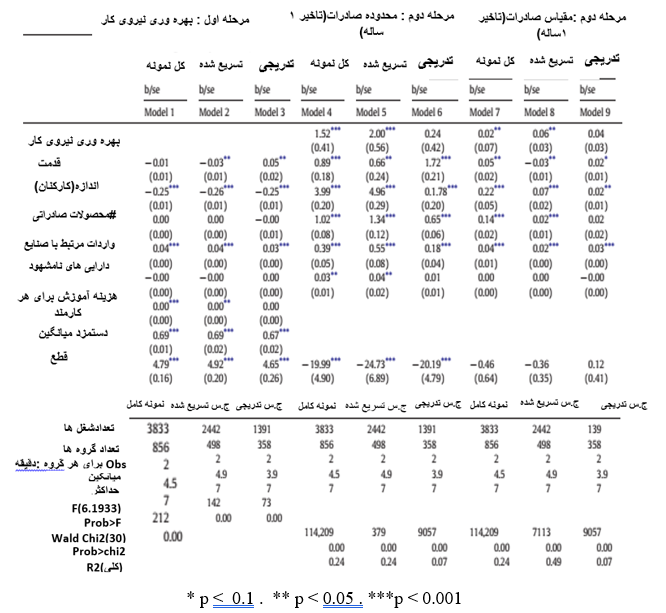 مرحله اول : بهره وری نیروی کار مرحله دوم : محدوده صادرات(تاخیر ۱ ساله) مرحله دوم :مقیاس صادرات(تاخیر ۱ساله)
کل نمونه تسریع شده تدریجی کل نمونه تسریع شده تدریجی کل نمونه تسریع شده تدریجی
b/se b/se b/se b/se b/se b/se b/se b/se b/se
Model 1 Model 2 Model 3 Model 4 Model 5 Model 6 Model 7 Model 8 Model 9
بهره وری نیروی کار 1.52*** 2.00*** 0.24 0.02** 0.06** 0.04
(0.41) (0.56) (0.42) (0.07) (0.03) (0.03)
قدمت −0.01 −0.03** 0.05** 0.89*** 0.66** 1.72*** 0.05** −0.03** 0.02*
(0.01) (0.01) (0.02) (0.18) (0.24) (0.21) (0.02) (0.01) (0.01)
اندازه(کارکنان) −0.25*** −0.26*** −0.25*** 3.99*** 4.96*** 0.1.78*** 0.22*** 0.07*** 0.02**
(0.01) (0.01) (0.01) (0.20) (0.29) (0.20) (0.05) (0.02) (0.01)
#محصولات صادراتی 0.00 0.00 −0.00 1.02*** 1.34*** 0.65*** 0.14*** 0.02** 0.02
(0.00) (0.00) (0.01) (0.08) (0.12) (0.06) (0.02) (0.01) (0.02)
واردات مرتبط با صنایع 0.04*** 0.04*** 0.03*** 0.39*** 0.55*** 0.18*** 0.04*** 0.02*** 0.03***
(0.00) (0.00) (0.00) (0.05) (0.08) (0.04) (0.01) (0.00) (0.00)
دارایی های نامشهود −0.00 −0.00 0.00 0.03** 0.04** 0.01 0.00 0.00 −0.00
(0.00) (0.00) (0.00) (0.01) (0.02) (0.01) (0.00) (0.00) (0.00)
هزینه آموزش برای هر کارمند 0.00*** 0.00** 0.00
(0.00) (0.00) (0.00)
دستمزد میانگین 0.69*** 0.69*** 0.67***
(0.01) (0.02) (0.02)
قطع 4.79*** 4.92*** 4.65*** −19.99*** −24.73*** −20.19*** −0.46 −0.36 0.12
(0.16) (0.20) (0.26) (4.90) (6.89) (4.79) (0.64) (0.35) (0.41)
نمونه کامل ج.س تسریع شده ج.س تدریجی نمونه کامل ج.س تسریع شده ج.س تدریجی نمونه کامل ج.س تسریع شده ج.س تدریجی
تعدادشغل ها 3833 2442 1391 3833 2442 1391 3833 2442 139
تعداد گروه ها 856 498 358 856 498 358 856 498 358
Obs برای هر گروه :دقیقه 2 2 2 2 2 2 2 2 2
میانگین 4.5 4.9 3.9 4.5 4.9 3.9 4.5 4.9 3.9
حداکثر 7 7 7 7 7 7 7 7 7
F(6.1933) 212 142 73
Prob>F 0.00 0.00 0.00
Wald Chi2(30) 114,209 379 9057 114,209 7113 9057
Prob>chi2 0.00 0.00 0.00 0.00 0.00 0.00
R2(کلی) 0.24 0.24 0.07 0.24 0.49 0.07
* p ≤ 0.1 . ** p < 0.05 . ***p < 0.001